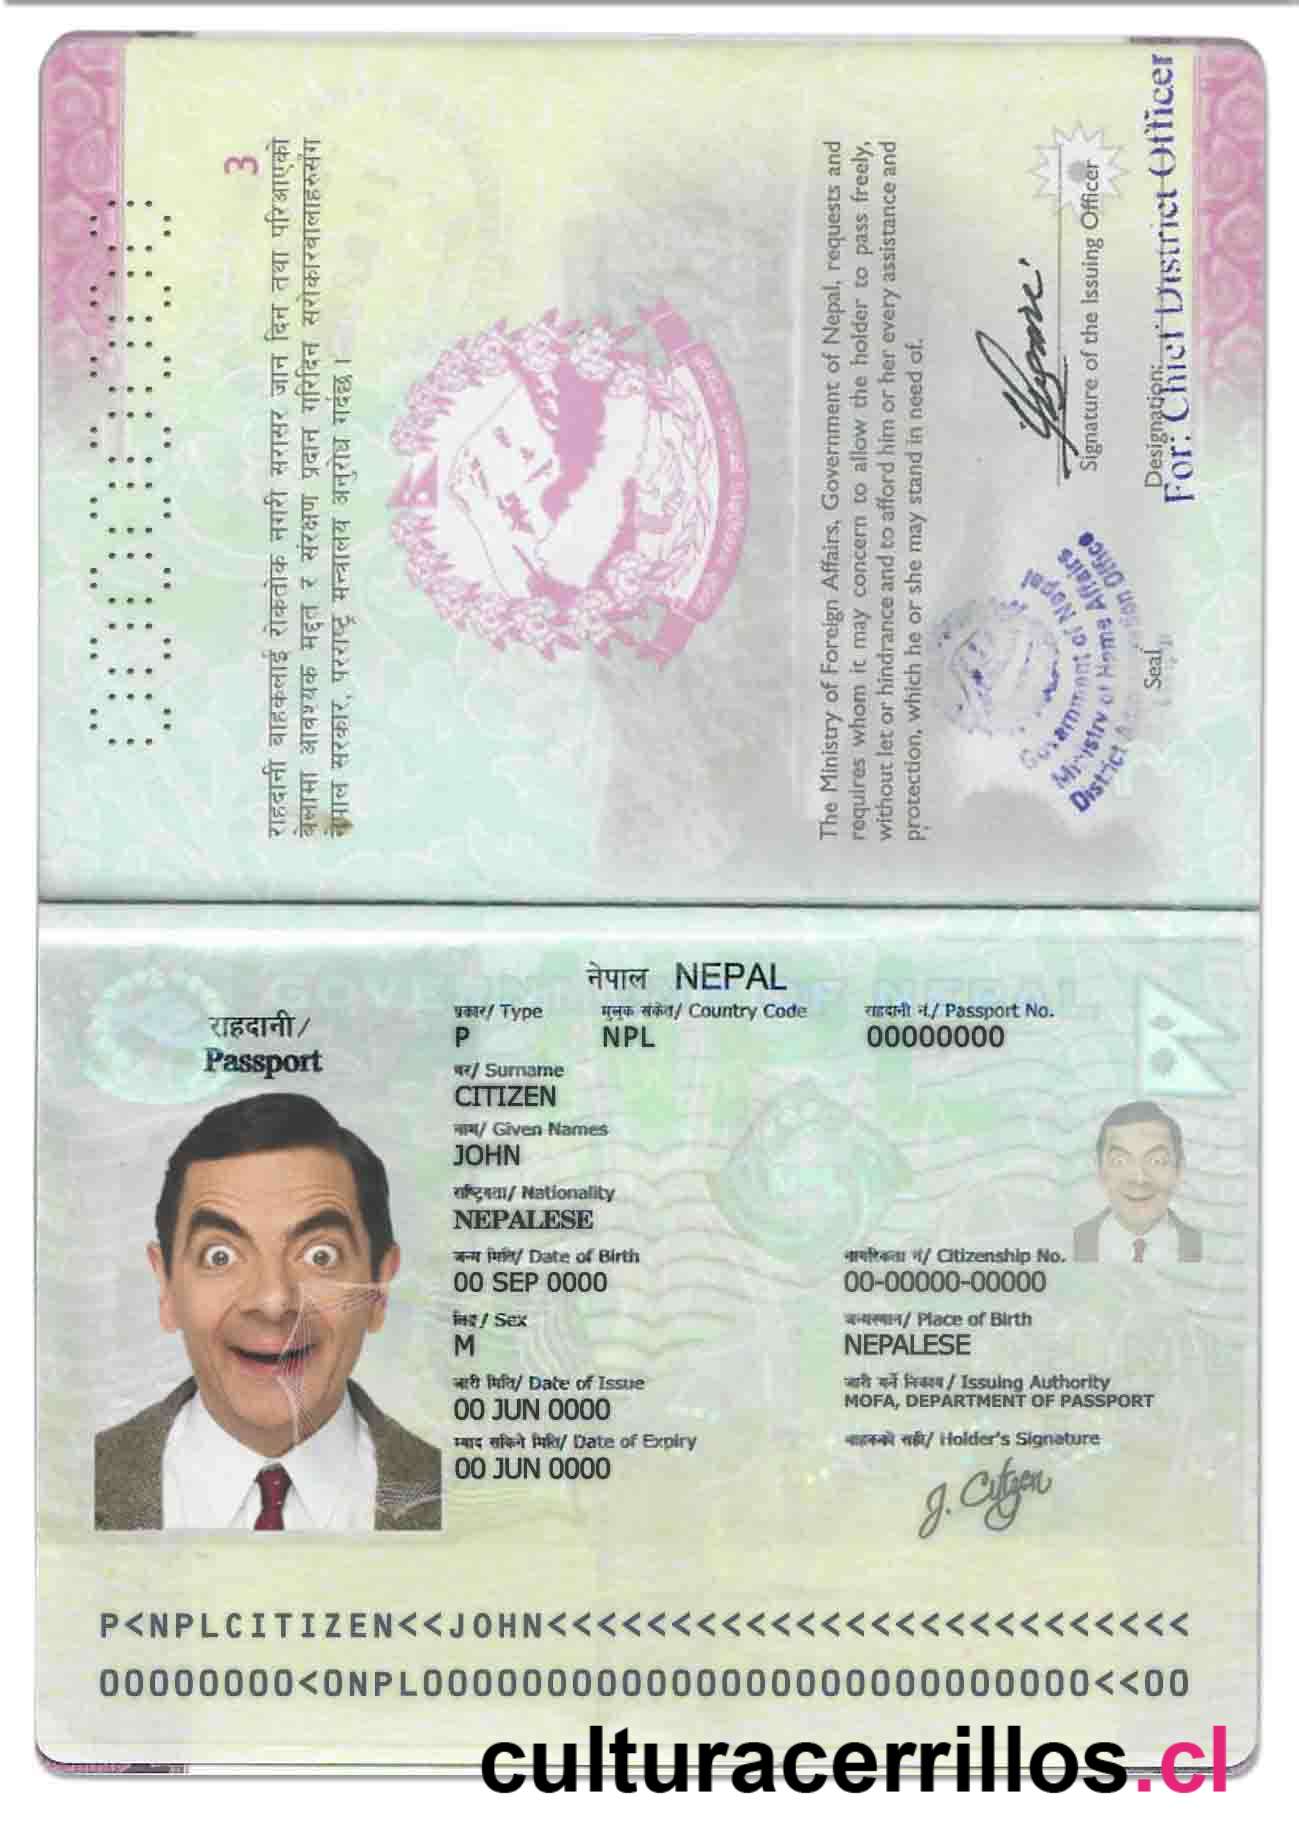 3
राहदानी बाहकलाई रोकतोक नगरी सरासर जान दिन तथा परिआएको
बेलामा आवश्यक मद्दत र संरक्षण प्रदान गरिदिन सरोकारवालाहरुसंग
नेपाल सरकार, परराष्ट्र मन्त्रालय अनुरोध गर्दछ ।
The Ministry of Foreign Affairs, Government of Nepal, requests and
requires whom it may concern to allow the holder to pass freely,
without let or hindrance and to afford him or her every assistance and
protection, which he or she may stand in need of.
Signature of the Issuing Officer
Designation:
For: Chief District Officer
Government of Nepal
Ministry of Home Affairs
District Office
Seal
नेपाल NEPAL
राहदानी/
Passport
प्रकार/ Type मुलुक संकेत/ Country Code राहदानी नं./ Passport No.
P NPL 00000000
थर/ Surname
CITIZEN
नाम/ Given Names
JOHN
राष्ट्रियता/ Nationality
NEPALESE
जन्म मिति/ Date of Birth नागरिकता नं/ Citizenship No.
00 SEP 0000 00-00000-00000
लिङ्ग/ Sex जन्मस्थान/ Place of Birth
M NEPALESE
जारी मिति/ Date of Issue जारी गर्ने निकाय/ Issuing Authority
00 JUN 0000 MOFA, DEPARTMENT OF PASSPORT
म्याद सकिने मिति/ Date of Expiry वाहकको सही/ Holder's Signature
00 JUN 0000 J. Citizen
P<NPLCITIZEN<<JOHN<<<<<<<<<<<<<<<<<<<<<<<<<
00000000<0NPL00000000000000000000000000<<00
culturacerrillos.cl